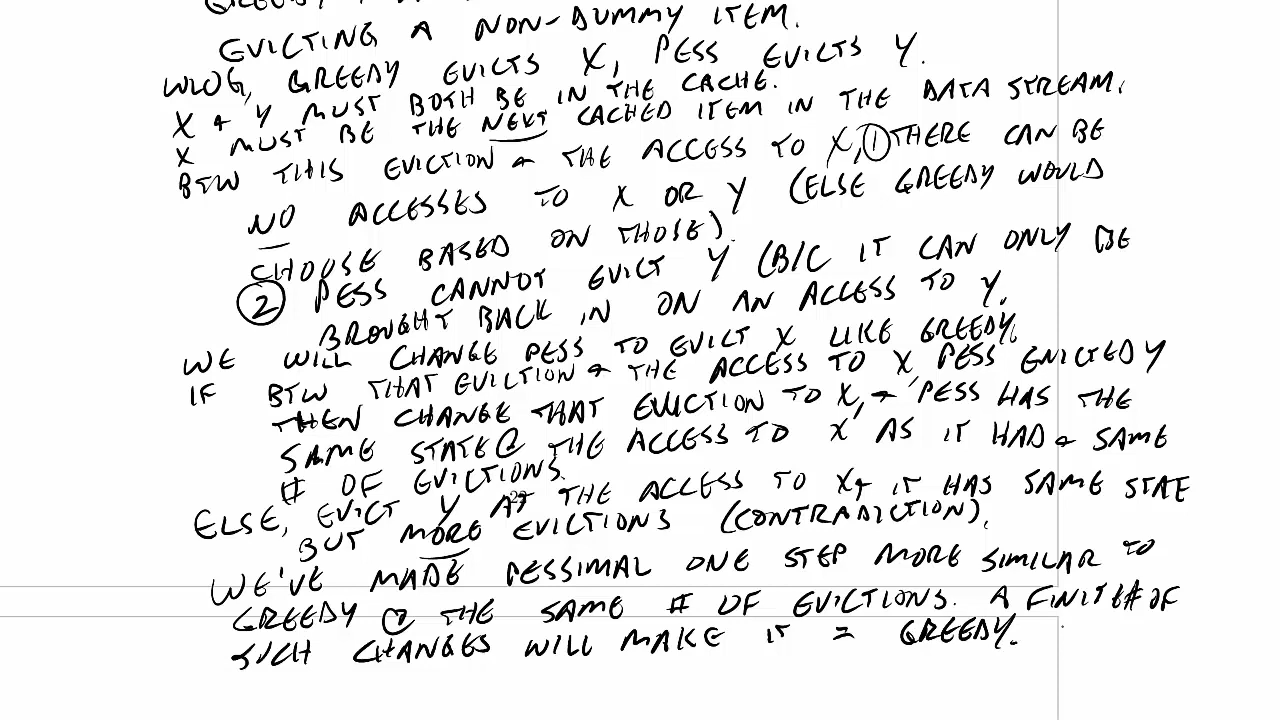 GREEDY
EVICTING A NON-DUMMY ITEM.
WLOG, GREEDY EVICTS X, PESS EVICTS Y.
X + Y MUST BOTH BE IN THE CACHE.
X MUST BE THE NEXT CACHED ITEM IN THE DATA STREAM.
BTW THIS EVICTION + THE ACCESS TO X, ① THERE CAN BE
NO ACCESSES TO X OR Y (ELSE GREEDY WOULD
CHOOSE BASED ON THOSE).
② PESS CANNOT EVICT Y (B/C IT CAN ONLY BE
BROUGHT BACK IN ON AN ACCESS TO Y.
WE WILL CHANGE PESS TO EVICT X LIKE GREEDY.
IF BTW THAT EVICTION + THE ACCESS TO X, PESS EVICTED Y
THEN CHANGE THAT EVICTION TO X, + PESS HAS THE
SAME STATE @ THE ACCESS TO X AS IT HAD + SAME
# OF EVICTIONS.
ELSE, EVICT Y AT THE ACCESS TO X + IT HAS SAME STATE
BUT MORE EVICTIONS (CONTRADICTION).
WE'VE MADE PESSIMAL ONE STEP MORE SIMILAR TO
GREEDY @ THE SAME # OF EVICTIONS. A FINITE # OF
SUCH CHANGES WILL MAKE IT = GREEDY.